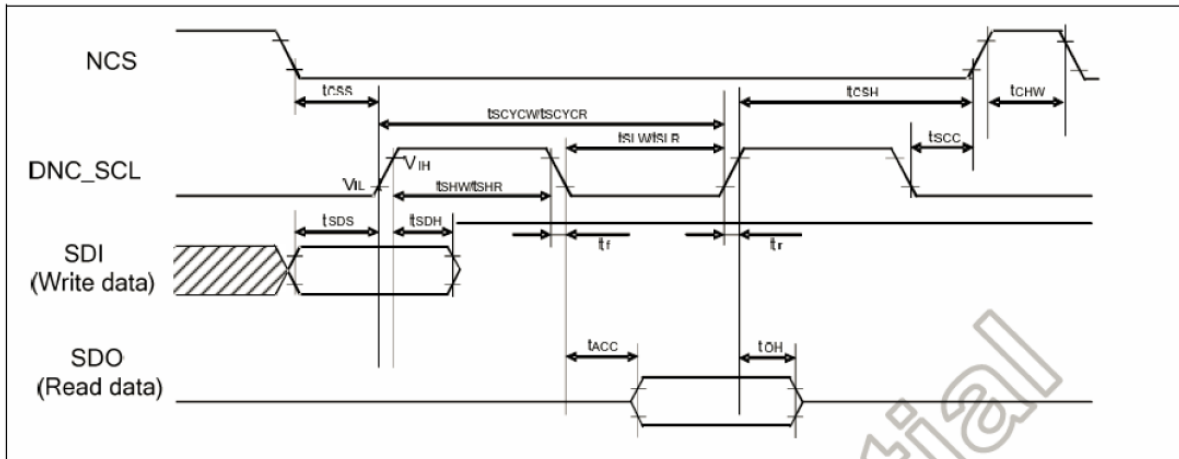 NCS
tCSS
tCSH
tCHW
tSCYCW/tSCYCR
tSLW/tSLR
tSCC
DNC_SCL
VIH
VIL
tSHW/tSHR
tSDS
tSDH
tf
tr
SDI
(Write data)
tACC
tOH
SDO
(Read data)
tial